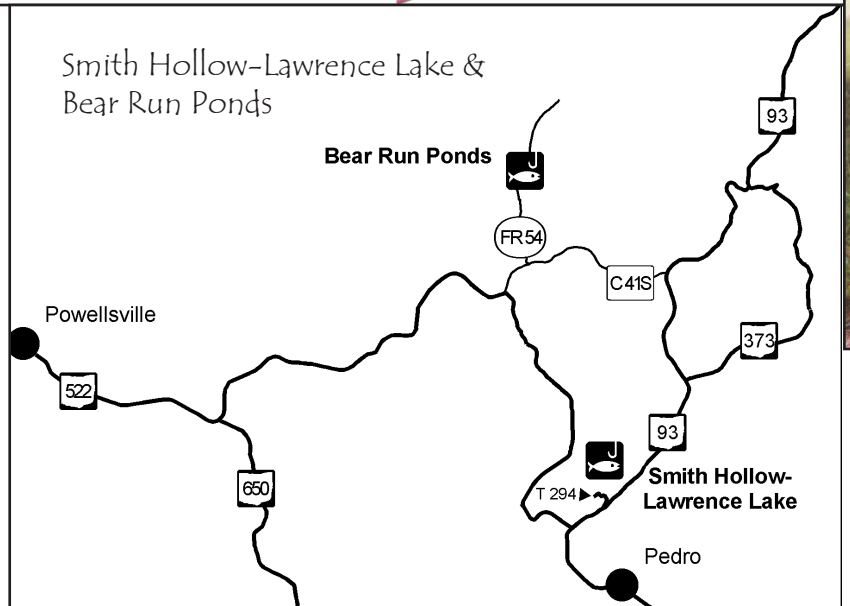 Smith Hollow-Lawrence Lake &
Bear Run Ponds
93
Bear Run Ponds
FR54
C41S
Powellsville
373
522
93
650
Smith Hollow-
Lawrence Lake
T 294
Pedro